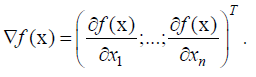 ∇f(x) = (∂f(x)/∂x₁;...;∂f(x)/∂xₙ)ᵀ.